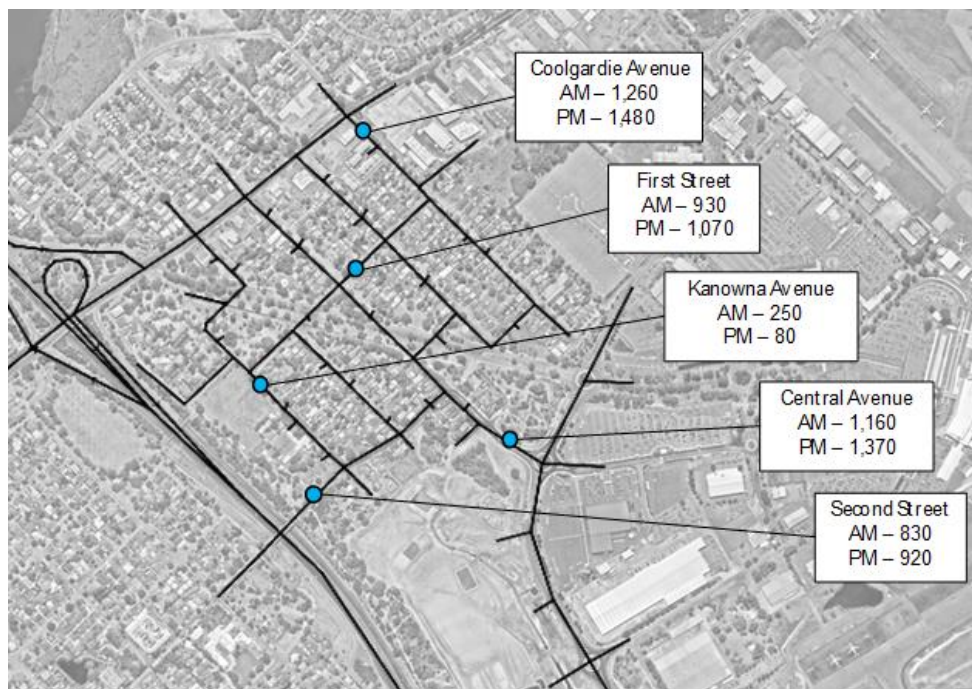 Coolgardie Avenue
AM – 1,260
PM – 1,480
First Street
AM – 930
PM – 1,070
Kanowna Avenue
AM – 250
PM – 80
Central Avenue
AM – 1,160
PM – 1,370
Second Street
AM – 830
PM – 920